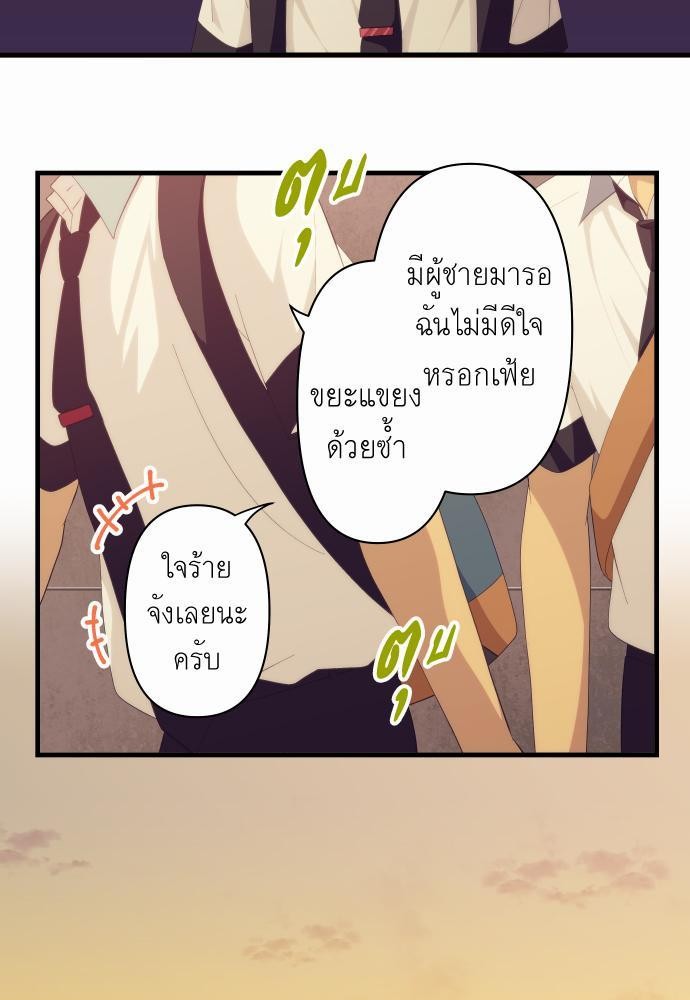 ตุบ
มีผู้ชายมารอ
ฉันไม่มีดีใจ
หรอกเฟ้ย
ขยะแขยง
ด้วยซ้ำ
ใจร้าย
จังเลยนะ
ครับ
ตุบ